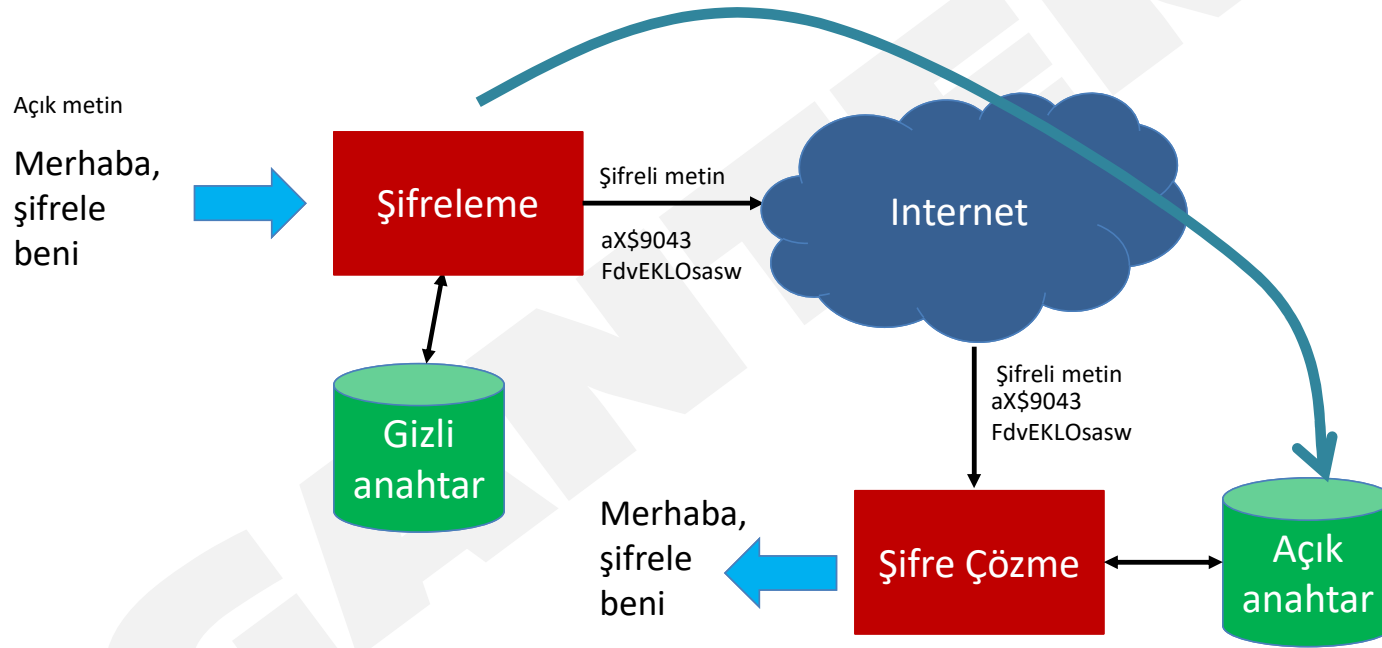 Açık metin
Merhaba,
şifrele
beni
Şifreleme
Şifreli metin
aX$9043
FdvEKLOsasw
Internet
Gizli
anahtar
Şifreli metin
aX$9043
FdvEKLOsasw
Merhaba,
şifrele
beni
Şifre Çözme
Açık
anahtar